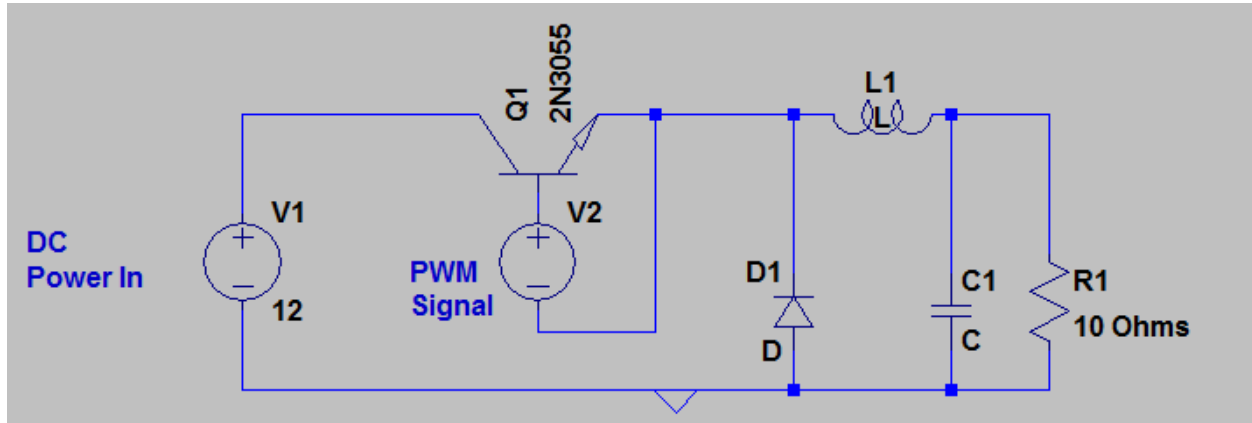 Q1
2N3055
L1
L
V1
V2
DC
Power In
PWM
Signal
12
D1
D
C1
C
R1
10 Ohms